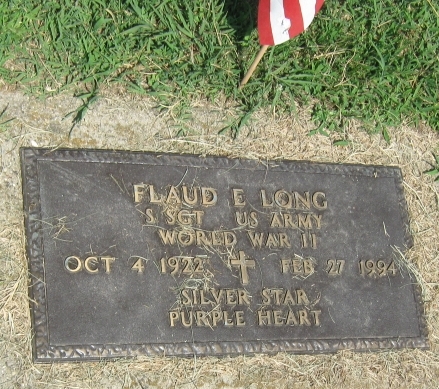 FLAUD E LONG
S SGT US ARMY
WORLD WAR II
OCT 4 1922 ✝ FEB 27 1994
SILVER STAR
PURPLE HEART